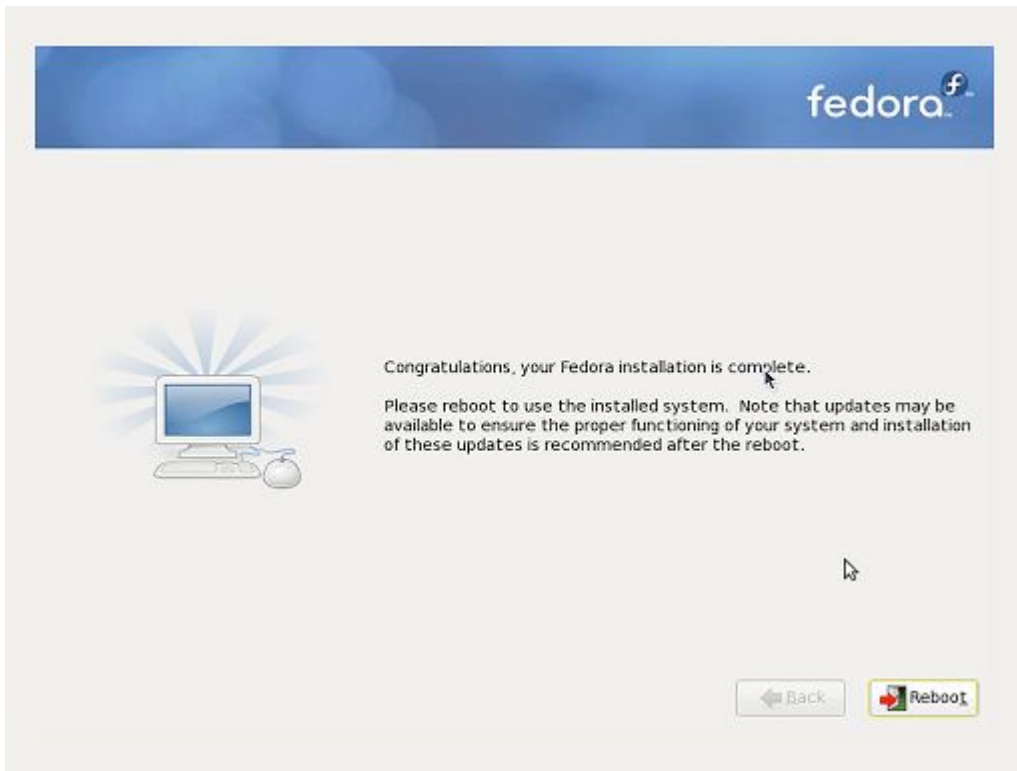 fedora
Congratulations, your Fedora installation is complete.
Please reboot to use the installed system.  Note that updates may be
available to ensure the proper functioning of your system and installation
of these updates is recommended after the reboot.
Back
Reboot